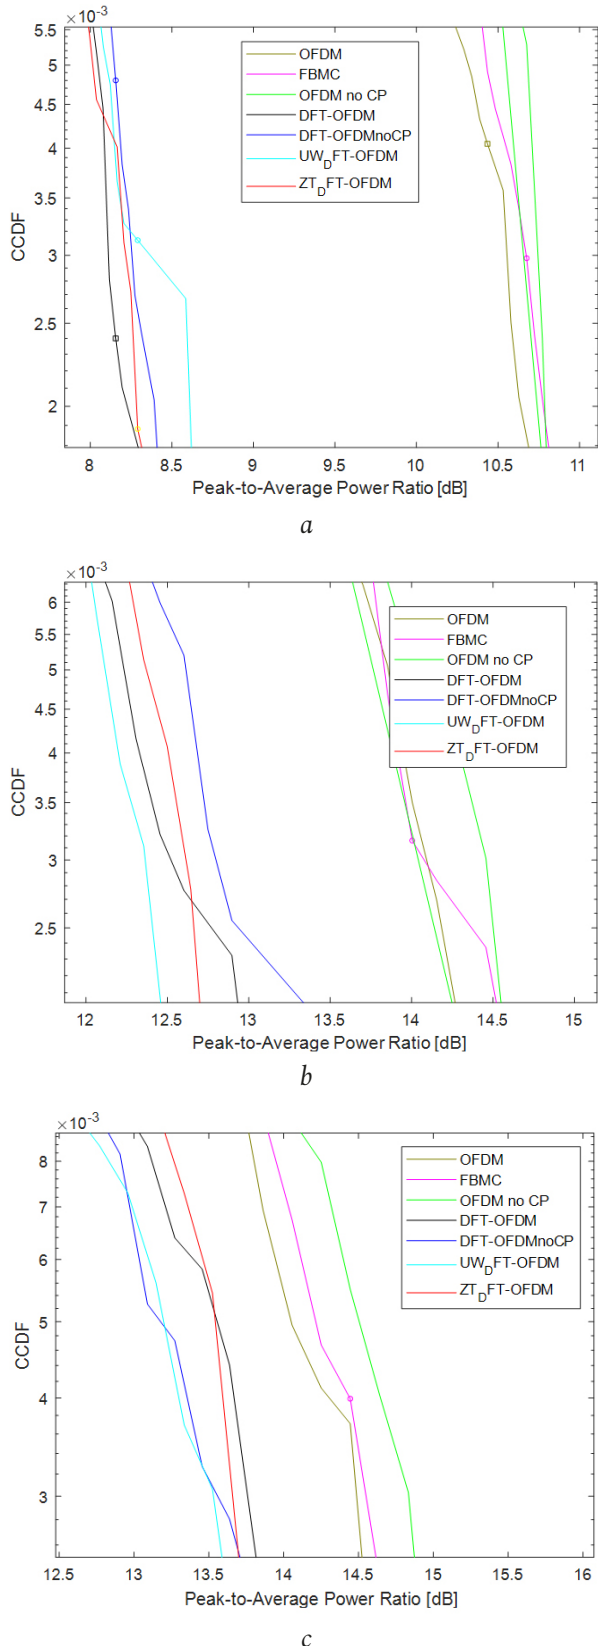 ×10-3
5.5
5
4.5
4
3.5
3
2.5
2
CCDF
OFDM
FBMC
OFDM no CP
DFT-OFDM
DFT-OFDMnoCP
UWDFT-OFDM
ZTDFT-OFDM
8 8.5 9 9.5 10 10.5 11
Peak-to-Average Power Ratio [dB]
a
×10-3
6
5.5
5
4.5
4
3.5
3
2.5
CCDF
OFDM
FBMC
OFDM no CP
DFT-OFDM
DFT-OFDMnoCP
UWDFT-OFDM
ZTDFT-OFDM
12 12.5 13 13.5 14 14.5 15
Peak-to-Average Power Ratio [dB]
b
×10-3
8
7
6
5
4
3
CCDF
OFDM
FBMC
OFDM no CP
DFT-OFDM
DFT-OFDMnoCP
UWDFT-OFDM
ZTDFT-OFDM
12.5 13 13.5 14 14.5 15 15.5 16
Peak-to-Average Power Ratio [dB]
c